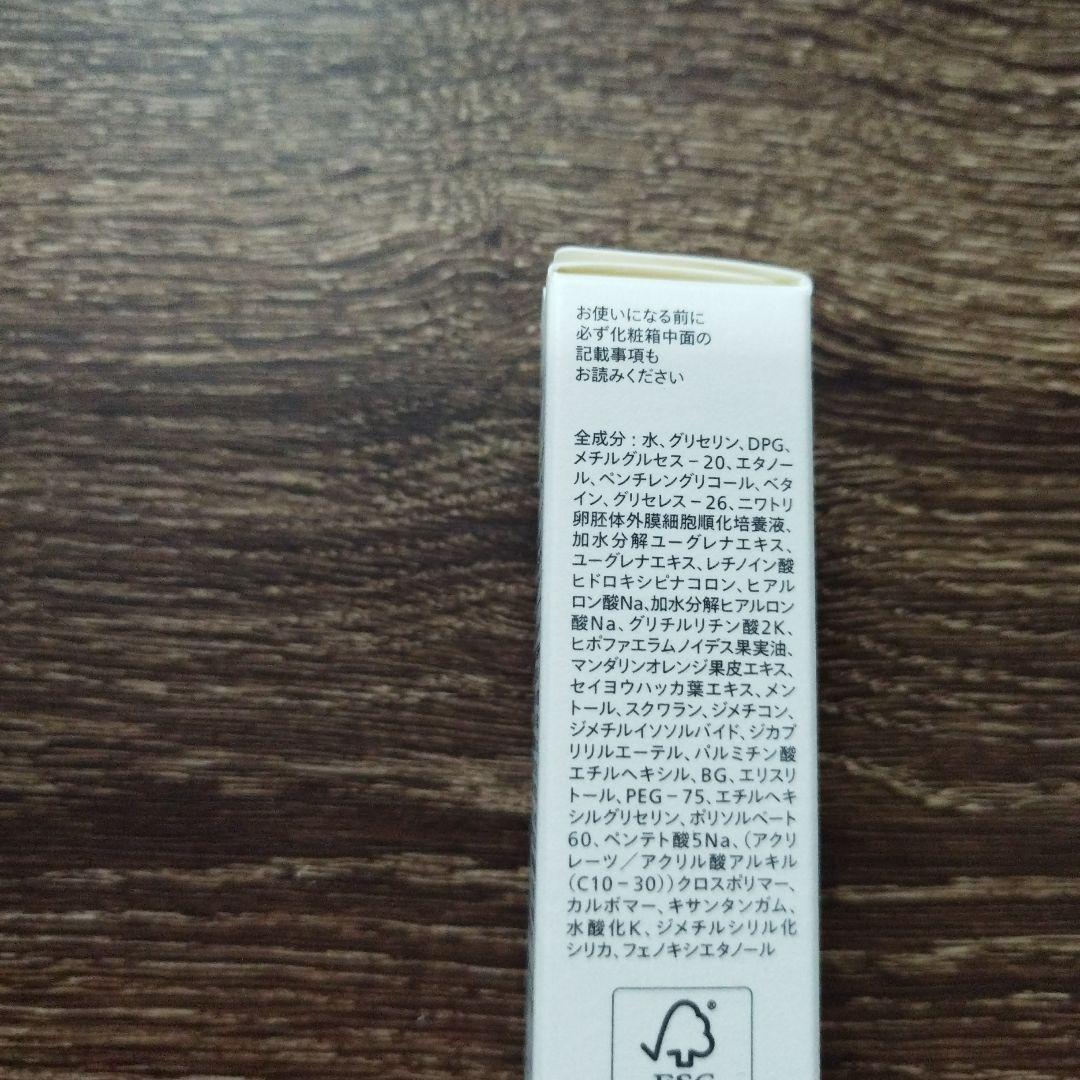 お使いになる前に
必ず化粧箱中面の
記載事項も
お読みください
全成分：水、グリセリン、DPG、
メチルグルセス－20、エタノー
ル、ペンチレングリコール、ベタ
イン、グリセレス－26、ニワトリ
卵胚体外膜細胞順化培養液、
加水分解ユーグレナエキス、
ユーグレナエキス、レチノイン酸
ヒドロキシピナコロン、ヒアル
ロン酸Na、加水分解ヒアルロン
酸Na、グリチルリチン酸2K、
ヒポファエラムノイデス果実油、
マンダリンオレンジ果皮エキス、
セイヨウハッカ葉エキス、メン
トール、スクワラン、ジメチコン、
ジメチルイソソルバイド、ジカプ
リリルエーテル、パルミチン酸
エチルヘキシル、BG、エリスリ
トール、PEG－75、エチルヘキ
シルグリセリン、ポリソルベート
60、ペンテト酸5Na、（アクリ
レーツ／アクリル酸アルキル
（C10－30））クロスポリマー、
カルボマー、キサンタンガム、
水酸化K、ジメチルシリル化
シリカ、フェノキシエタノール
®
FSC